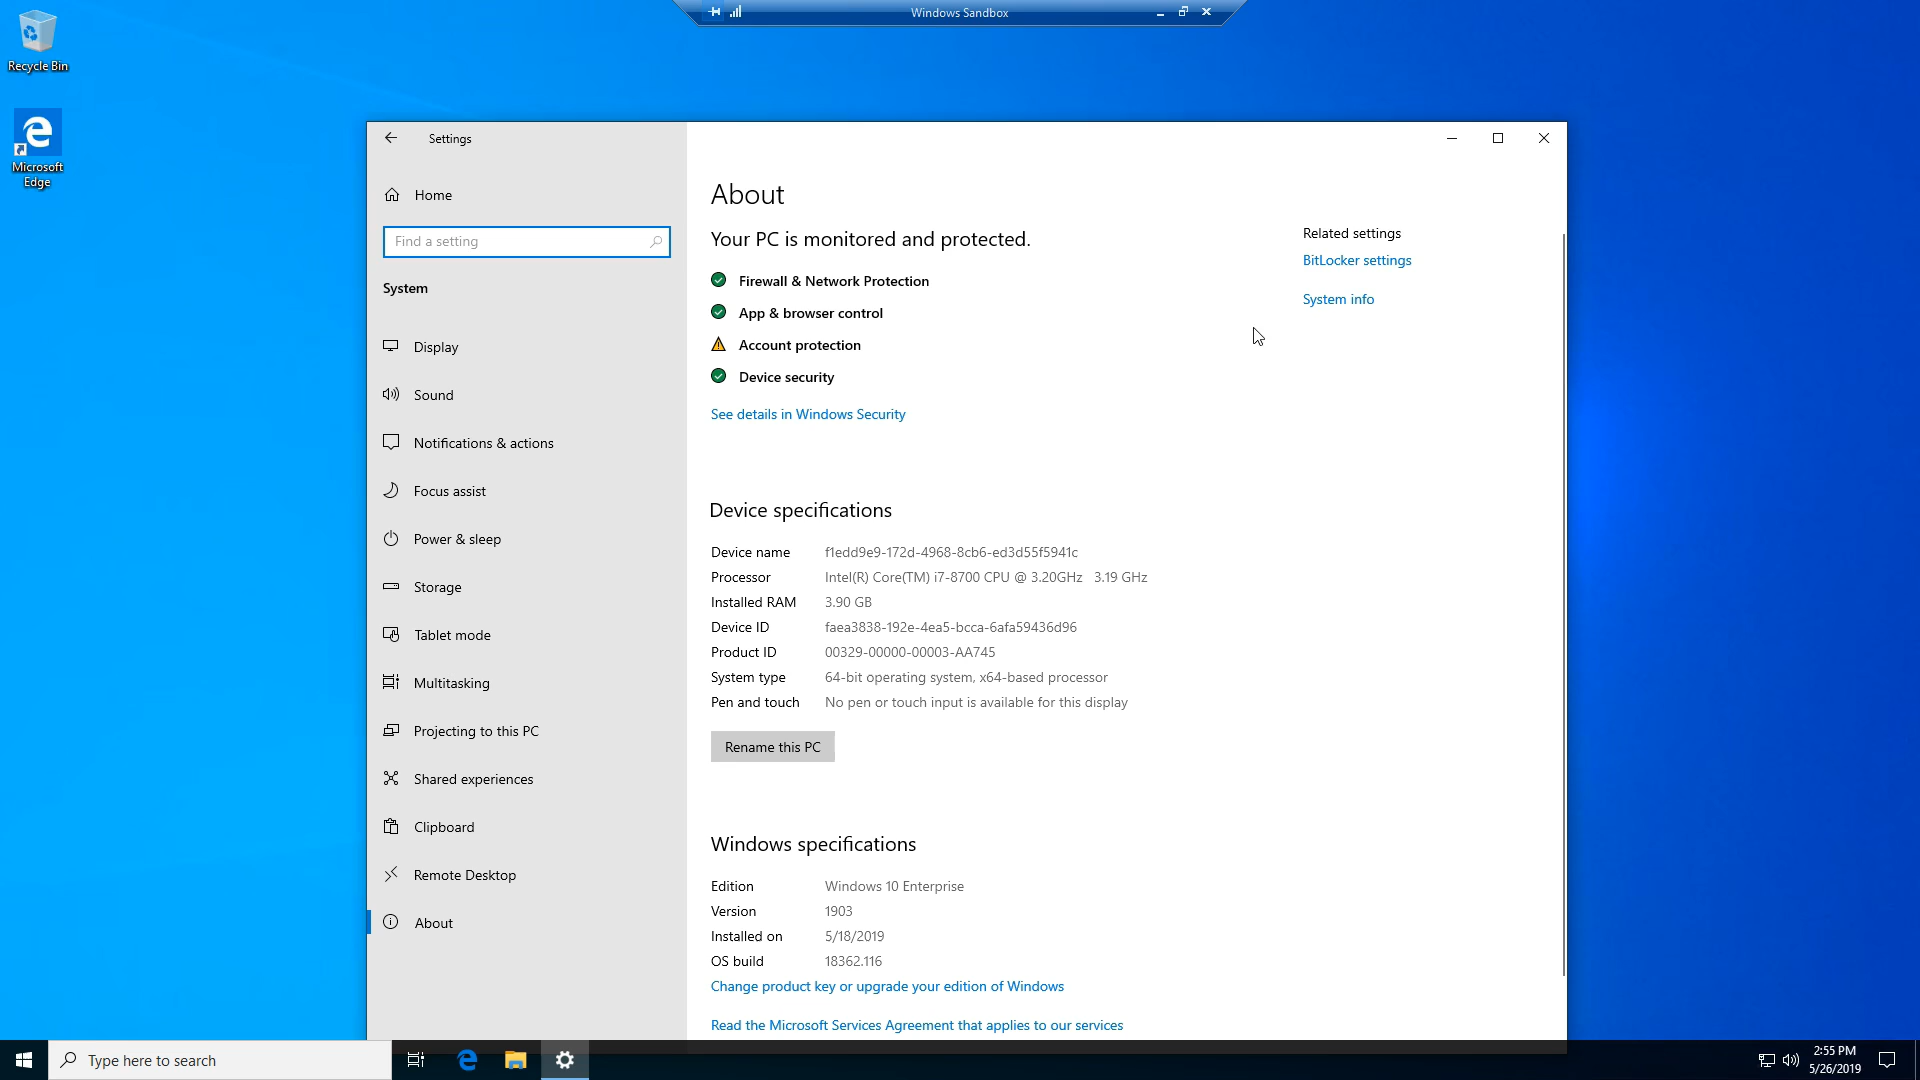 Windows Sandbox
Recycle Bin
Microsoft
Edge
Settings
Home
Find a setting
System
Display
Sound
Notifications & actions
Focus assist
Power & sleep
Storage
Tablet mode
Multitasking
Projecting to this PC
Shared experiences
Clipboard
Remote Desktop
About
About
Your PC is monitored and protected.
Firewall & Network Protection
App & browser control
Account protection
Device security
See details in Windows Security
Device specifications
Device name f1edd9e9-172d-4968-8cb6-ed3d55f5941c
Processor Intel(R) Core(TM) i7-8700 CPU @ 3.20GHz 3.19 GHz
Installed RAM 3.90 GB
Device ID faea3838-192e-4ea5-bcca-6afa59436d96
Product ID 00329-00000-00003-AA745
System type 64-bit operating system, x64-based processor
Pen and touch No pen or touch input is available for this display
Rename this PC
Windows specifications
Edition Windows 10 Enterprise
Version 1903
Installed on 5/18/2019
OS build 18362.116
Change product key or upgrade your edition of Windows
Read the Microsoft Services Agreement that applies to our services
Related settings
BitLocker settings
System info
Type here to search
2:55 PM
5/26/2019